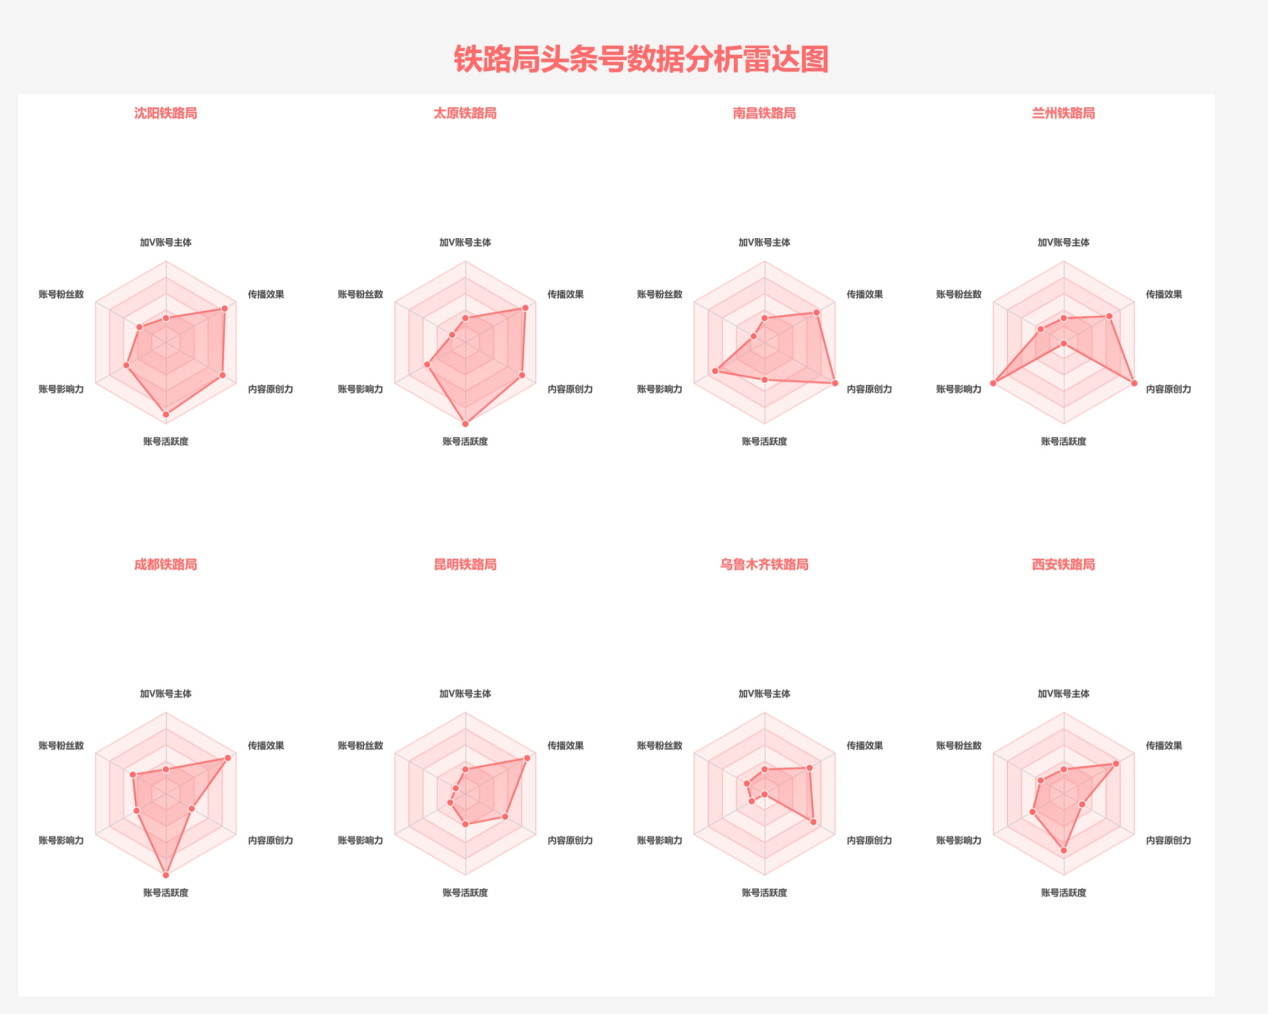 铁路局头条号数据分析雷达图
沈阳铁路局
太原铁路局
南昌铁路局
兰州铁路局
加V账号主体
加V账号主体
加V账号主体
加V账号主体
账号粉丝数
传播效果
账号粉丝数
传播效果
账号粉丝数
传播效果
账号粉丝数
传播效果
账号影响力
内容原创力
账号影响力
内容原创力
账号影响力
内容原创力
账号影响力
内容原创力
账号活跃度
账号活跃度
账号活跃度
账号活跃度
成都铁路局
昆明铁路局
乌鲁木齐铁路局
西安铁路局
加V账号主体
加V账号主体
加V账号主体
加V账号主体
账号粉丝数
传播效果
账号粉丝数
传播效果
账号粉丝数
传播效果
账号粉丝数
传播效果
账号影响力
内容原创力
账号影响力
内容原创力
账号影响力
内容原创力
账号影响力
内容原创力
账号活跃度
账号活跃度
账号活跃度
账号活跃度